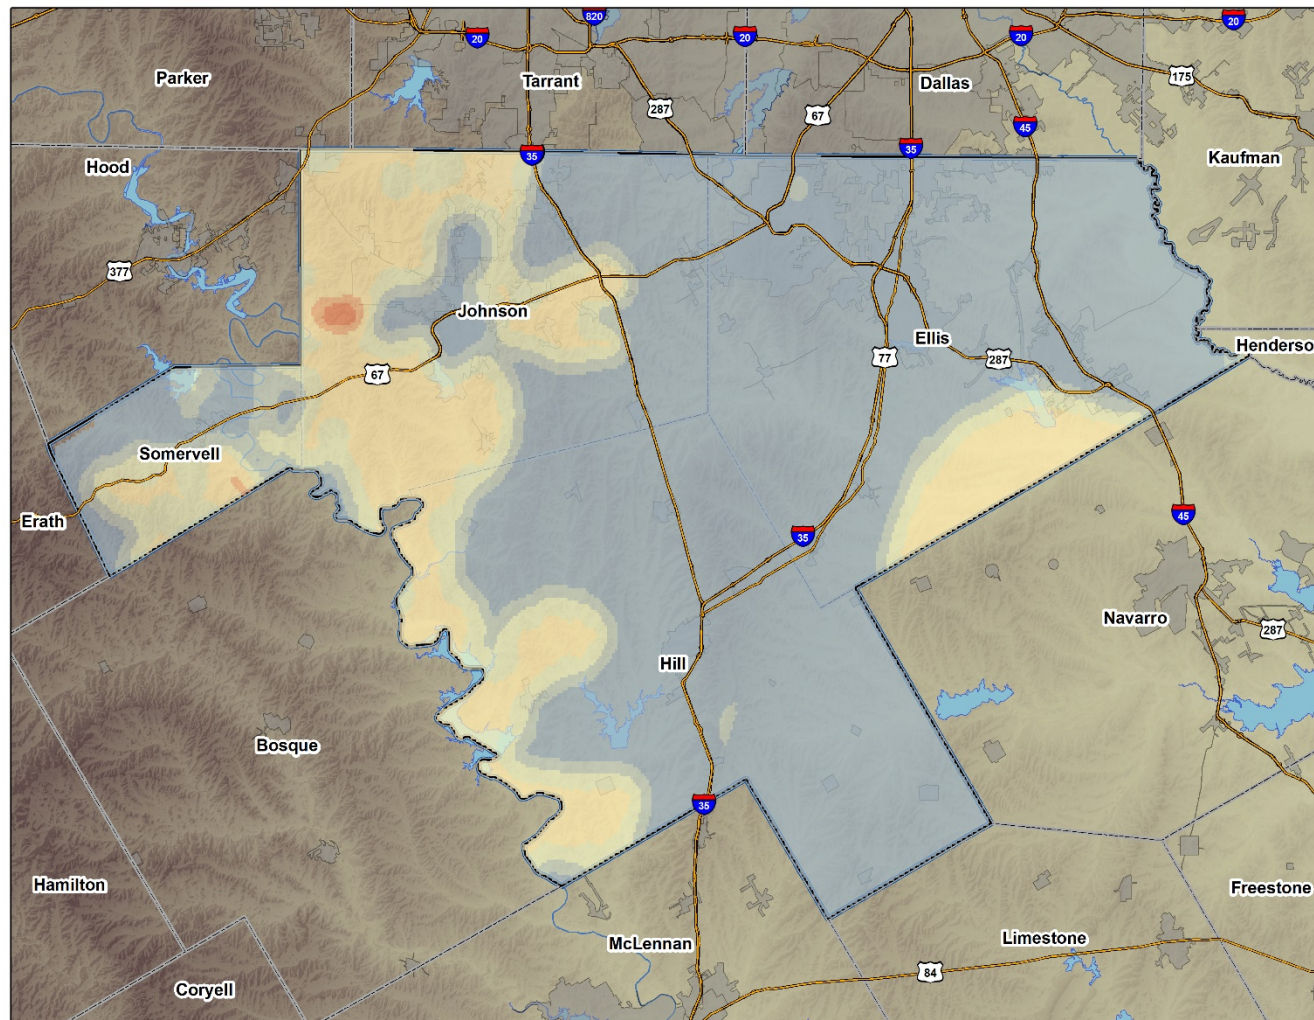 820
20
20
20
20
Parker
Tarrant
Dallas
175
287
67
45
35
35
Hood
Kaufman
377
Johnson
Ellis
Henderso
77
287
67
Somervell
Erath
45
35
Navarro
287
Hill
Bosque
35
Hamilton
Freestone
McLennan
Limestone
84
Coryell